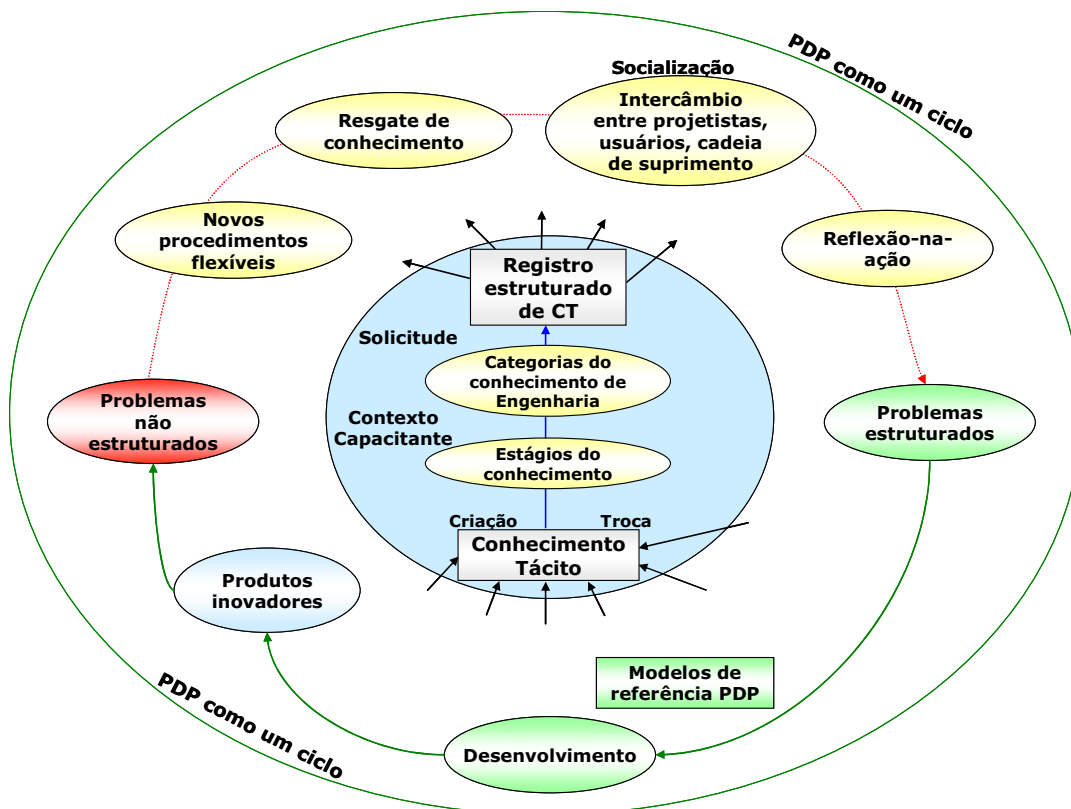 PDP como um ciclo
Socialização
Intercâmbio
entre projetistas,
usuários, cadeia
de suprimento
Resgate de
conhecimento
Novos
procedimentos
flexíveis
Reflexão-na-
ação
Registro
estruturado
de CT
Solicitude
Categorias do
conhecimento de
Engenharia
Contexto
Capacitante
Problemas
não
estruturados
Problemas
estruturados
Estágios do
conhecimento
Criação
Troca
Conhecimento
Tácito
Produtos
inovadores
Modelos de
referência PDP
PDP como um ciclo
Desenvolvimento